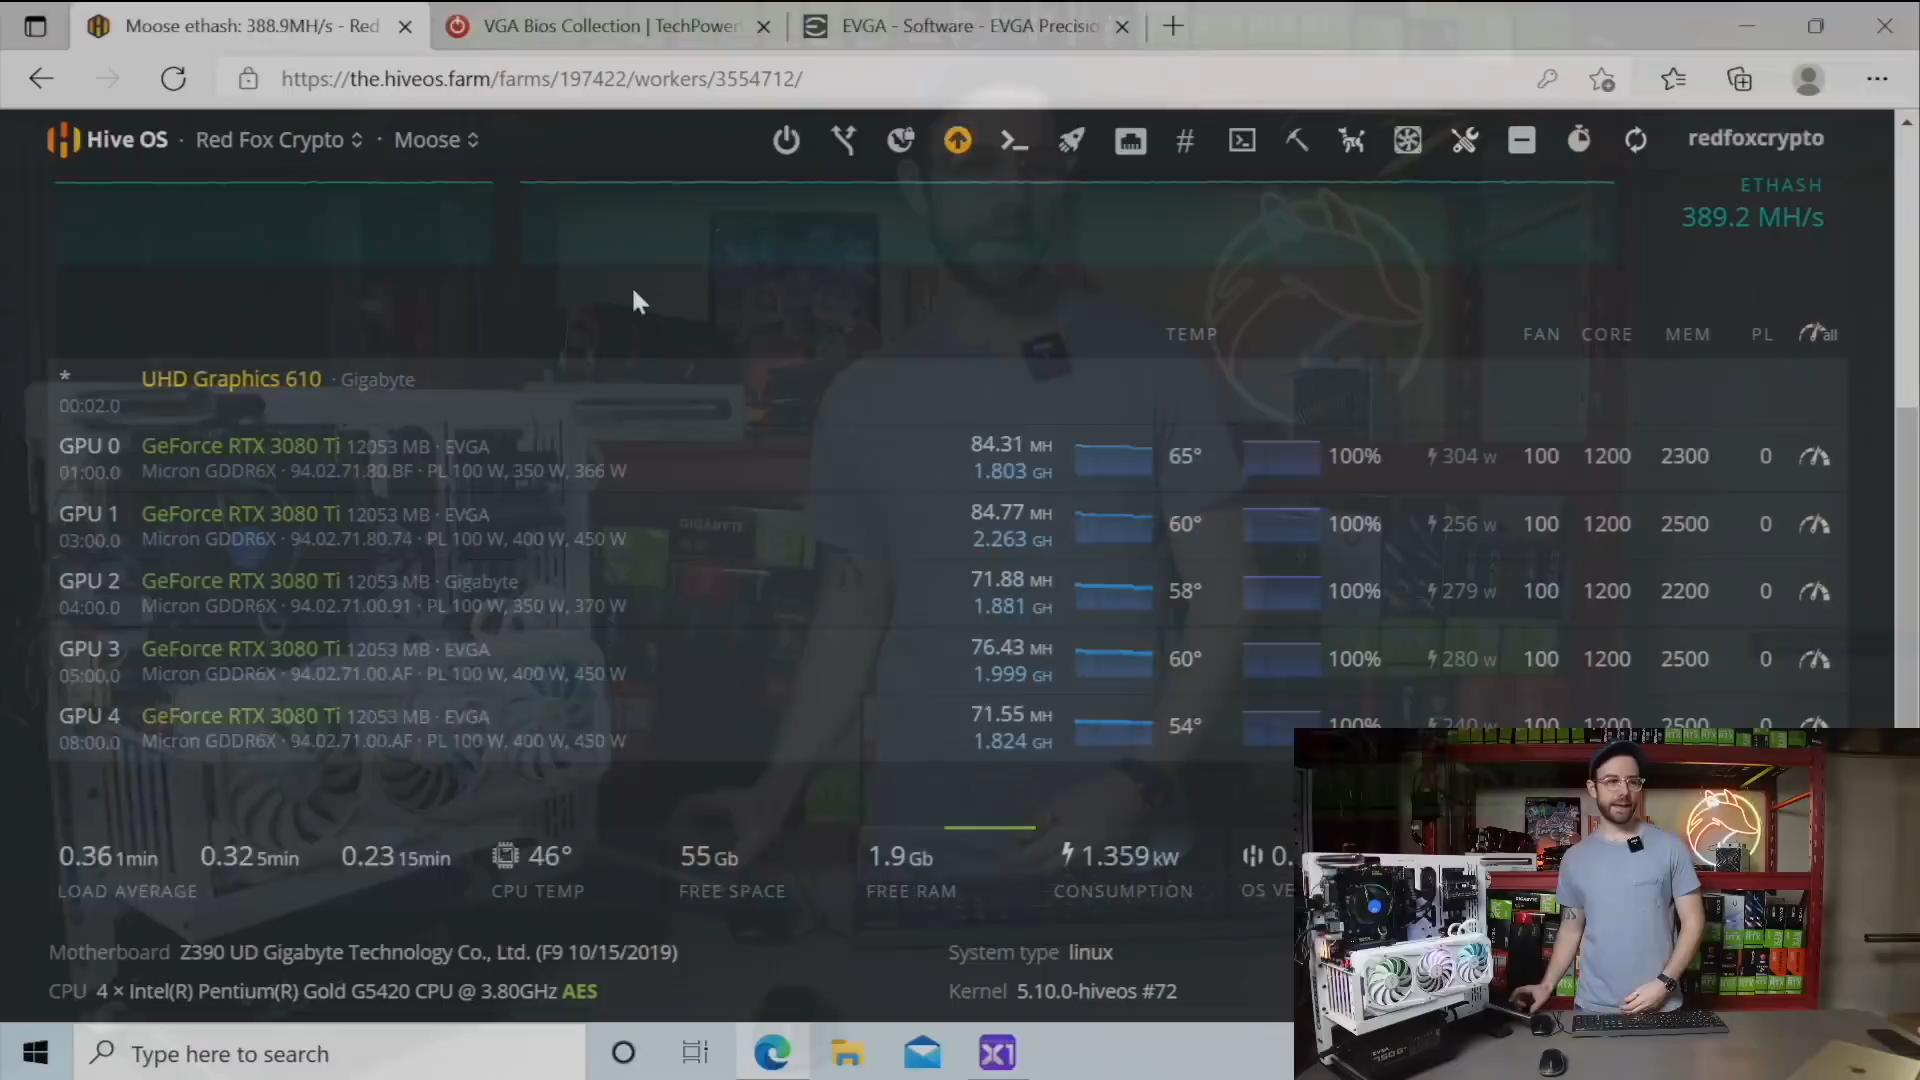 Moose ethash: 388.9MH/s - Red
VGA Bios Collection | TechPower
EVGA - Software - EVGA Precision
https://the.hiveos.farm/farms/197422/workers/3554712/
Hive OS · Red Fox Crypto · Moose
redfoxcrypto
ETHASH
389.2 MH/s
TEMP FAN CORE MEM PL all
* UHD Graphics 610 · Gigabyte
00:02.0
GPU 0 GeForce RTX 3080 Ti 12053 MB · EVGA 84.31 MH 65° 100% 304 W 100 1200 2300 0
01:00.0 Micron GDDR6X · 94.02.71.80.BF · PL 100 W, 350 W, 366 W 1.803 GH
GPU 1 GeForce RTX 3080 Ti 12053 MB · EVGA 84.77 MH 60° 100% 256 W 100 1200 2500 0
03:00.0 Micron GDDR6X · 94.02.71.80.74 · PL 100 W, 400 W, 450 W 2.263 GH
GPU 2 GeForce RTX 3080 Ti 12053 MB · Gigabyte 71.88 MH 58° 100% 279 W 100 1200 2200 0
04:00.0 Micron GDDR6X · 94.02.71.00.91 · PL 100 W, 350 W, 370 W 1.881 GH
GPU 3 GeForce RTX 3080 Ti 12053 MB · EVGA 76.43 MH 60° 100% 280 W 100 1200 2500 0
05:00.0 Micron GDDR6X · 94.02.71.00.AF · PL 100 W, 400 W, 450 W 1.999 GH
GPU 4 GeForce RTX 3080 Ti 12053 MB · EVGA 71.55 MH 54° 100% 240 W 100 1200 2500 0
08:00.0 Micron GDDR6X · 94.02.71.00.AF · PL 100 W, 400 W, 450 W 1.824 GH
0.36 1min 0.32 5min 0.23 15min 46° 55 Gb 1.9 Gb 1.359 kW 0.
LOAD AVERAGE CPU TEMP FREE SPACE FREE RAM CONSUMPTION OS VE
Motherboard Z390 UD Gigabyte Technology Co., Ltd. (F9 10/15/2019) System type linux
CPU 4 × Intel(R) Pentium(R) Gold G5420 CPU @ 3.80GHz AES Kernel 5.10.0-hiveos #72
Type here to search
X1
GIGABYTE